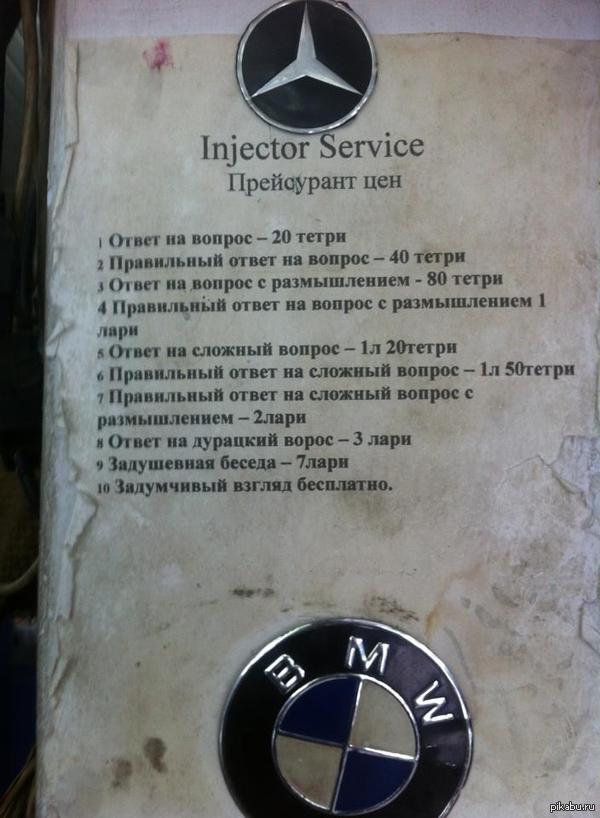 Injector Service
Прейсурант цен
1 Ответ на вопрос – 20 тетри
2 Правильный ответ на вопрос – 40 тетри
3 Ответ на вопрос с размышлением - 80 тетри
4 Правильный ответ на вопрос с размышлением 1
лари
5 Ответ на сложный вопрос – 1л 20тетри
6 Правильный ответ на сложный вопрос – 1л 50тетри
7 Правильный ответ на сложный вопрос с
размышлением – 2лари
8 Ответ на дурацкий ворос – 3 лари
9 Задушевная беседа – 7лари
10 Задумчивый взгляд бесплатно.
BMW
pikabu.ru